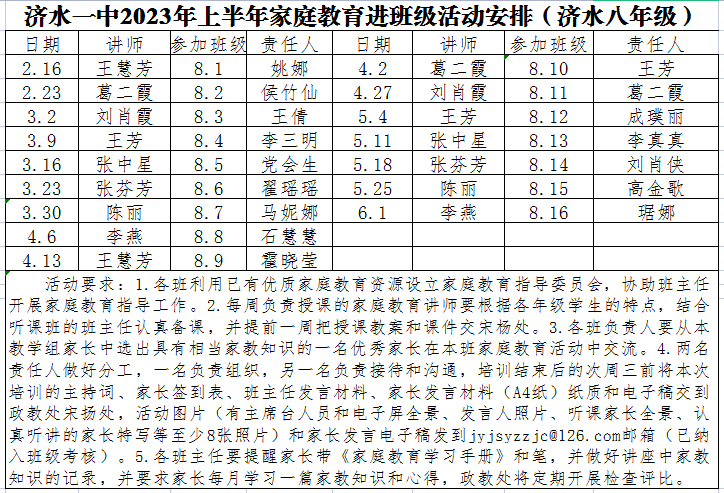 济水一中2023年上半年家庭教育进班级活动安排（济水八年级）
日期 讲师 参加班级 责任人 日期 讲师 参加班级 责任人
2.16 王慧芳 8.1 姚娜 4.2 葛二霞 8.10 王芳
2.23 葛二霞 8.2 侯竹仙 4.27 刘肖霞 8.11 葛二霞
3.2 刘肖霞 8.3 王倩 5.4 王芳 8.12 成璞丽
3.9 王芳 8.4 李三明 5.11 张中星 8.13 李真真
3.16 张中星 8.5 党会生 5.18 张芬芳 8.14 刘肖侠
3.23 张芬芳 8.6 翟瑶瑶 5.25 陈丽 8.15 高金歌
3.30 陈丽 8.7 马妮娜 6.1 李燕 8.16 琚娜
4.6 李燕 8.8 石慧慧
4.13 王慧芳 8.9 霍晓莹
活动要求：1.各班利用已有优质家庭教育资源设立家庭教育指导委员会，协助班主任
开展家庭教育指导工作。2.每周负责授课的家庭教育讲师要根据各年级学生的特点，结合
听课班的班主任认真备课，并提前一周把授课教案和课件交宋杨处。3.各班负责人要从本
教学组家长中选出具有相当家教知识的一名优秀家长在本班家庭教育活动中交流。4.两名
责任人做好分工，一名负责组织，另一名负责接待和沟通，培训结束后的次周三前将本次
培训的主持词、家长签到表、班主任发言材料、家长发言材料（A4纸）纸质和电子稿交到
政教处宋扬处，活动图片（有主席台人员和电子屏全景、发言人照片、听课家长全景、认
真听讲的家长特写等至少8张照片）和家长发言电子稿发到jyjsyzzjc@126.com邮箱（已纳
入班级考核）。5.各班主任要提醒家长带《家庭教育学习手册》和笔，并做好讲座中家教
知识的记录，并要求家长每月学习一篇家教知识和心得，政教处将定期开展检查评比。